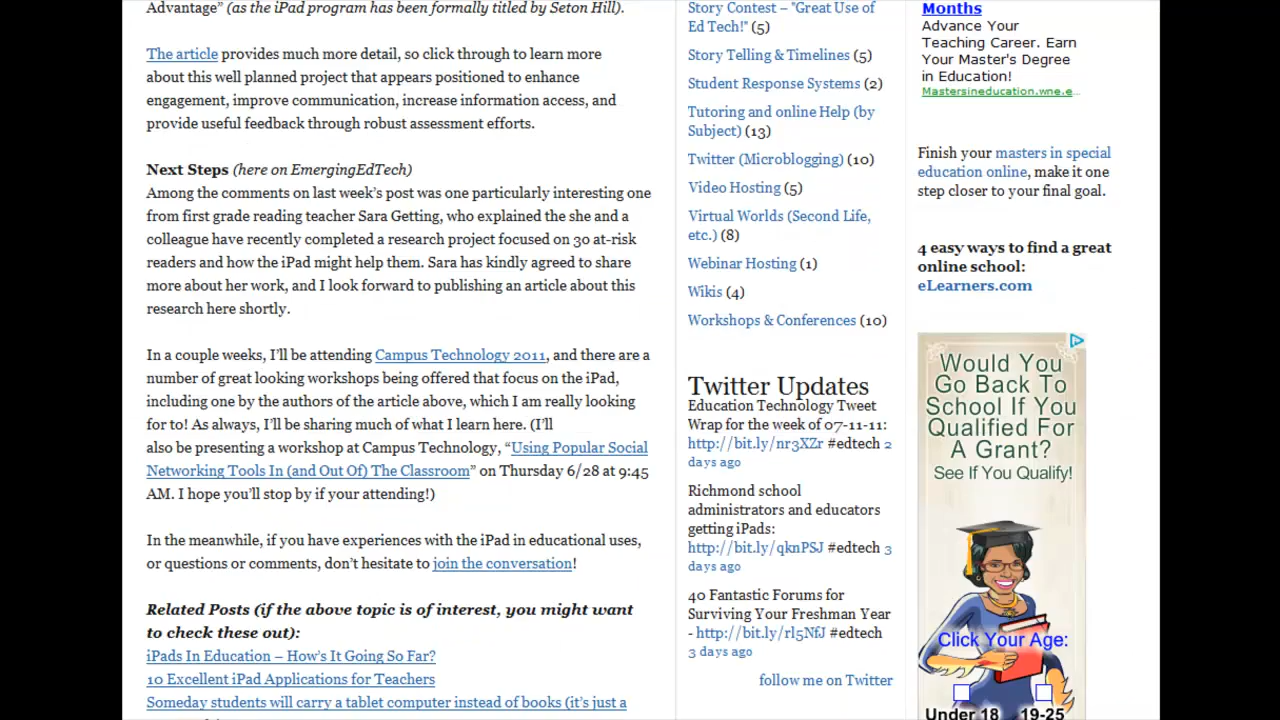 Advantage” (as the iPad program has been formally titled by Seton Hill).
The article provides much more detail, so click through to learn more
about this well planned project that appears positioned to enhance
engagement, improve communication, increase information access, and
provide useful feedback through robust assessment efforts.
Next Steps (here on EmergingEdTech)
Among the comments on last week’s post was one particularly interesting one
from first grade reading teacher Sara Getting, who explained the she and a
colleague have recently completed a research project focused on 30 at-risk
readers and how the iPad might help them. Sara has kindly agreed to share
more about her work, and I look forward to publishing an article about this
research here shortly.
In a couple weeks, I’ll be attending Campus Technology 2011, and there are a
number of great looking workshops being offered that focus on the iPad,
including one by the authors of the article above, which I am really looking
for to! As always, I’ll be sharing much of what I learn here. (I’ll
also be presenting a workshop at Campus Technology, “Using Popular Social
Networking Tools In (and Out Of) The Classroom” on Thursday 6/28 at 9:45
AM. I hope you’ll stop by if your attending!)
In the meanwhile, if you have experiences with the iPad in educational uses,
or questions or comments, don’t hesitate to join the conversation!
Related Posts (if the above topic is of interest, you might want
to check these out):
iPads In Education – How’s It Going So Far?
10 Excellent iPad Applications for Teachers
Someday students will carry a tablet computer instead of books (it’s just a
Story Contest – "Great Use of
Ed Tech!" (5)
Story Telling & Timelines (5)
Student Response Systems (2)
Tutoring and online Help (by
Subject) (13)
Twitter (Microblogging) (10)
Video Hosting (5)
Virtual Worlds (Second Life,
etc.) (8)
Webinar Hosting (1)
Wikis (4)
Workshops & Conferences (10)
Twitter Updates
Education Technology Tweet
Wrap for the week of 07-11-11:
http://bit.ly/nr3XZr #edtech 2
days ago
Richmond school
administrators and educators
getting iPads:
http://bit.ly/qknPSJ #edtech 3
days ago
40 Fantastic Forums for
Surviving Your Freshman Year
- http://bit.ly/rl5NfJ #edtech
3 days ago
follow me on Twitter
Months
Advance Your
Teaching Career. Earn
Your Master's Degree
in Education!
Mastersineducation.wne.e...
Finish your masters in special
education online, make it one
step closer to your final goal.
4 easy ways to find a great
online school:
eLearners.com
Would You
Go Back To
School If You
Qualified For
A Grant?
See If You Qualify!
Click Your Age:
Under 18 19-25